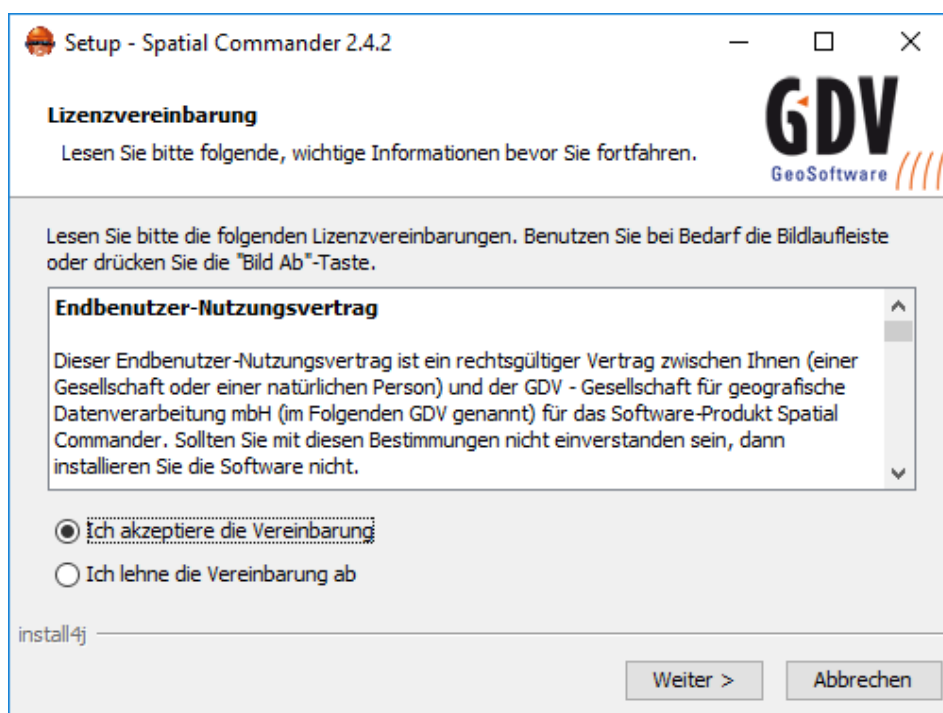 Setup - Spatial Commander 2.4.2
Lizenzvereinbarung
Lesen Sie bitte folgende, wichtige Informationen bevor Sie fortfahren.
GDV
GeoSoftware
Lesen Sie bitte die folgenden Lizenzvereinbarungen. Benutzen Sie bei Bedarf die Bildlaufleiste
oder drücken Sie die "Bild Ab"-Taste.
Endbenutzer-Nutzungsvertrag
Dieser Endbenutzer-Nutzungsvertrag ist ein rechtsgültiger Vertrag zwischen Ihnen (einer
Gesellschaft oder einer natürlichen Person) und der GDV - Gesellschaft für geografische
Datenverarbeitung mbH (im Folgenden GDV genannt) für das Software-Produkt Spatial
Commander. Sollten Sie mit diesen Bestimmungen nicht einverstanden sein, dann
installieren Sie die Software nicht.
Ich akzeptiere die Vereinbarung
Ich lehne die Vereinbarung ab
install4j
Weiter >
Abbrechen